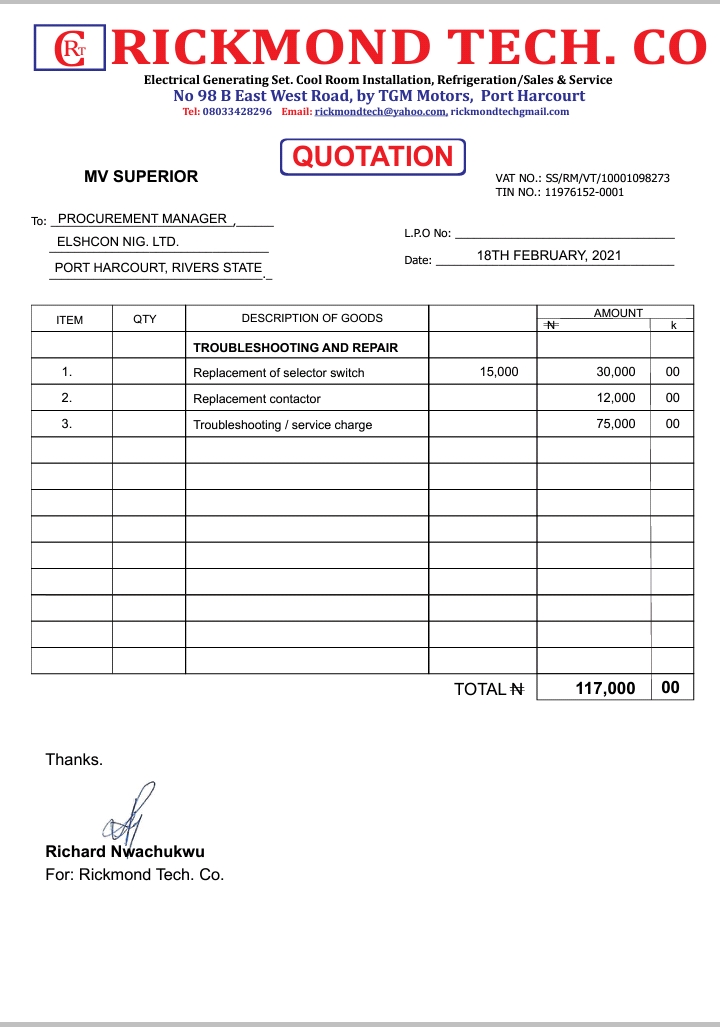 CRT RICKMOND TECH. CO
Electrical Generating Set. Cool Room Installation, Refrigeration/Sales & Service
No 98 B East West Road, by TGM Motors, Port Harcourt
Tel: 08033428296 Email: rickmondtech@yahoo.com, rickmondtechgmail.com
QUOTATION
MV SUPERIOR
VAT NO.: SS/RM/VT/10001098273
TIN NO.: 11976152-0001
To: PROCUREMENT MANAGER ,
ELSHCON NIG. LTD.
PORT HARCOURT, RIVERS STATE.
L.P.O No:
Date: 18TH FEBRUARY, 2021
ITEM QTY DESCRIPTION OF GOODS AMOUNT
₦ k
TROUBLESHOOTING AND REPAIR
1. Replacement of selector switch 15,000 30,000 00
2. Replacement contactor 12,000 00
3. Troubleshooting / service charge 75,000 00
TOTAL ₦ 117,000 00
Thanks.
Richard Nwachukwu
For: Rickmond Tech. Co.